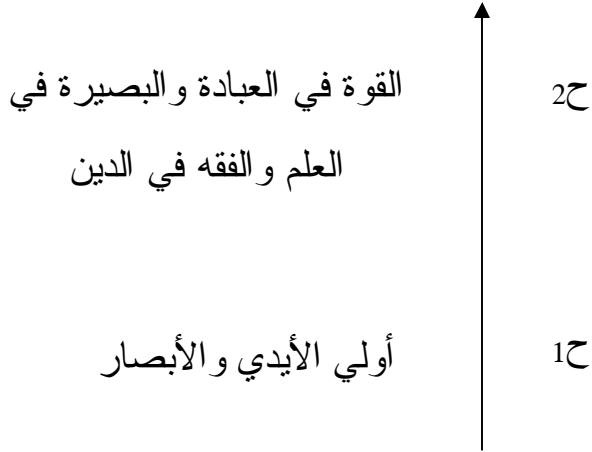 ح2
القوة في العبادة والبصيرة في
العلم والفقه في الدين
ح1
أولي الأيدي والأبصار